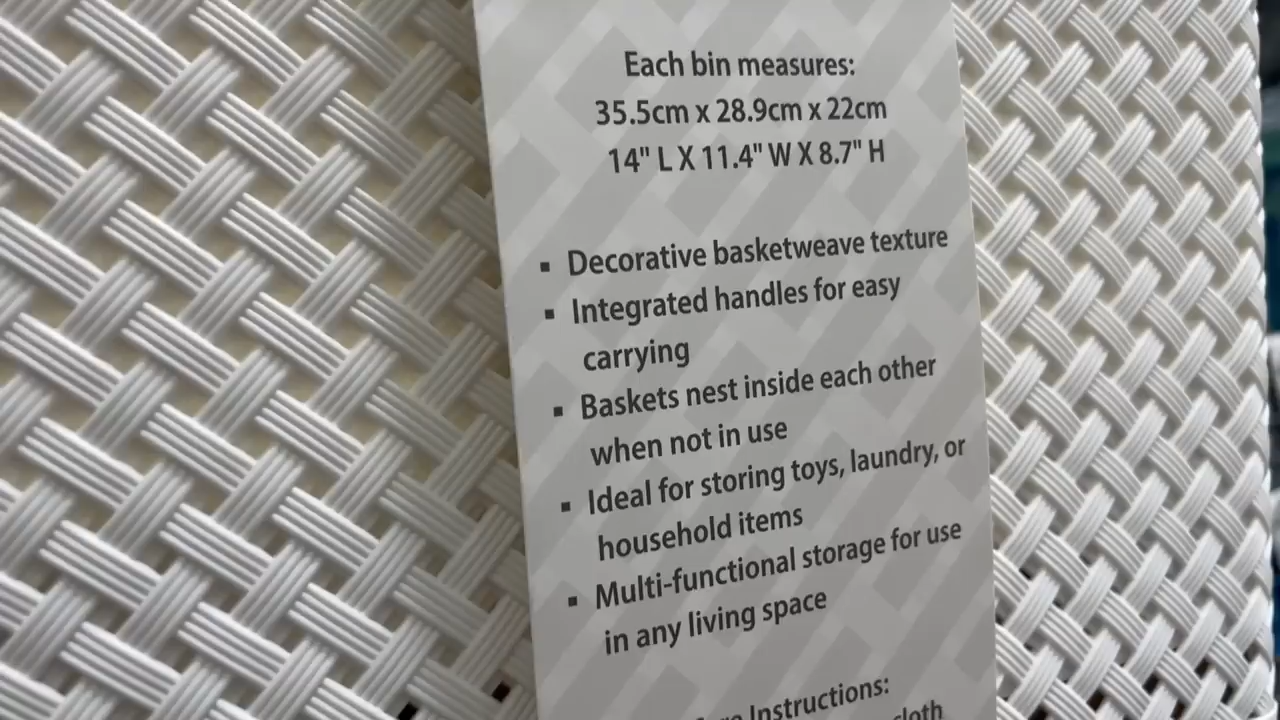 Each bin measures:
35.5cm x 28.9cm x 22cm
14" L X 11.4" W X 8.7" H
▪ Decorative basketweave texture
▪ Integrated handles for easy
carrying
▪ Baskets nest inside each other
when not in use
▪ Ideal for storing toys, laundry, or
household items
▪ Multi-functional storage for use
in any living space
Instructions:
cloth